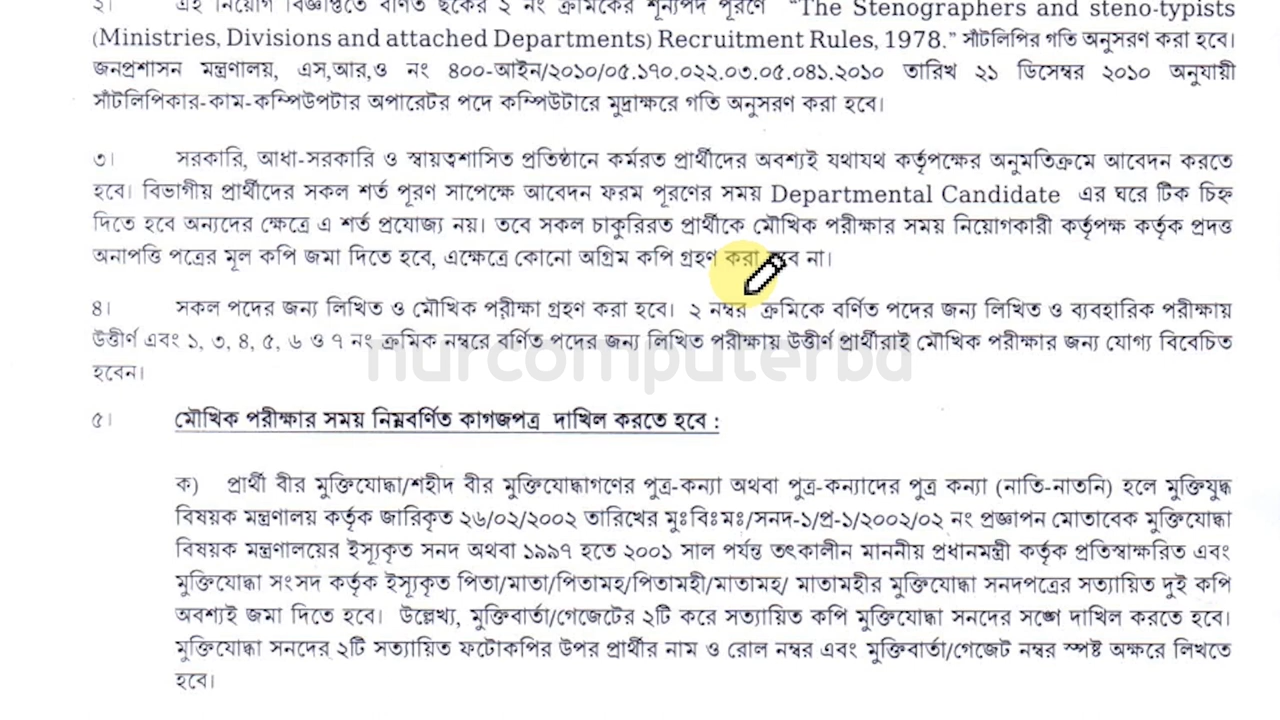 ২। এই নিয়োগ বিজ্ঞপ্তিতে বর্ণিত ছকের ২ নং ক্রমিকের শূন্যপদ পূরণে "The Stenographers and steno-typists
(Ministries, Divisions and attached Departments) Recruitment Rules, 1978." সাঁটলিপির গতি অনুসরণ করা হবে।
জনপ্রশাসন মন্ত্রণালয়, এস,আর,ও নং ৪০০-আইন/২০১০/০৫.১৭০.০২২.০৩.০৫.০৪১.২০১০ তারিখ ২১ ডিসেম্বর ২০১০ অনুযায়ী
সাঁটলিপিকার-কাম-কম্পিউপটার অপারেটর পদে কম্পিউটারে মুদ্রাক্ষরে গতি অনুসরণ করা হবে।
৩। সরকারি, আধা-সরকারি ও স্বায়ত্বশাসিত প্রতিষ্ঠানে কর্মরত প্রার্থীদের অবশ্যই যথাযথ কর্তৃপক্ষের অনুমতিক্রমে আবেদন করতে
হবে। বিভাগীয় প্রার্থীদের সকল শর্ত পূরণ সাপেক্ষে আবেদন ফরম পূরণের সময় Departmental Candidate এর ঘরে টিক চিহ্ন
দিতে হবে অন্যদের ক্ষেত্রে এ শর্ত প্রযোজ্য নয়। তবে সকল চাকুরিরত প্রার্থীকে মৌখিক পরীক্ষার সময় নিয়োগকারী কর্তৃপক্ষ কর্তৃক প্রদত্ত
অনাপত্তি পত্রের মূল কপি জমা দিতে হবে, এক্ষেত্রে কোনো অগ্রিম কপি গ্রহণ করা হবে না।
৪। সকল পদের জন্য লিখিত ও মৌখিক পরীক্ষা গ্রহণ করা হবে। ২ নম্বর ক্রমিকে বর্ণিত পদের জন্য লিখিত ও ব্যবহারিক পরীক্ষায়
উত্তীর্ণ এবং ১, ৩, ৪, ৫, ৬ ও ৭ নং ক্রমিক নম্বরে বর্ণিত পদের জন্য লিখিত পরীক্ষায় উত্তীর্ণ প্রার্থীরাই মৌখিক পরীক্ষার জন্য যোগ্য বিবেচিত
হবেন।
nurcomputerbd
৫। মৌখিক পরীক্ষার সময় নিম্নবর্ণিত কাগজপত্র দাখিল করতে হবে :
ক) প্রার্থী বীর মুক্তিযোদ্ধা/শহীদ বীর মুক্তিযোদ্ধাগণের পুত্র-কন্যা অথবা পুত্র-কন্যাদের পুত্র কন্যা (নাতি-নাতনি) হলে মুক্তিযুদ্ধ
বিষয়ক মন্ত্রণালয় কর্তৃক জারিকৃত ২৬/০২/২০০২ তারিখের মুঃবিঃমঃ/সনদ-১/প্র-১/২০০২/০২ নং প্রজ্ঞাপন মোতাবেক মুক্তিযোদ্ধা
বিষয়ক মন্ত্রণালয়ের ইস্যূকৃত সনদ অথবা ১৯৯৭ হতে ২০০১ সাল পর্যন্ত তৎকালীন মাননীয় প্রধানমন্ত্রী কর্তৃক প্রতিস্বাক্ষরিত এবং
মুক্তিযোদ্ধা সংসদ কর্তৃক ইস্যূকৃত পিতা/মাতা/পিতামহ/পিতামহী/মাতামহ/ মাতামহীর মুক্তিযোদ্ধা সনদপত্রের সত্যায়িত দুই কপি
অবশ্যই জমা দিতে হবে। উল্লেখ্য, মুক্তিবার্তা/গেজেটের ২টি করে সত্যায়িত কপি মুক্তিযোদ্ধা সনদের সঙ্গে দাখিল করতে হবে।
মুক্তিযোদ্ধা সনদের ২টি সত্যায়িত ফটোকপির উপর প্রার্থীর নাম ও রোল নম্বর এবং মুক্তিবার্তা/গেজেট নম্বর স্পষ্ট অক্ষরে লিখতে
হবে।